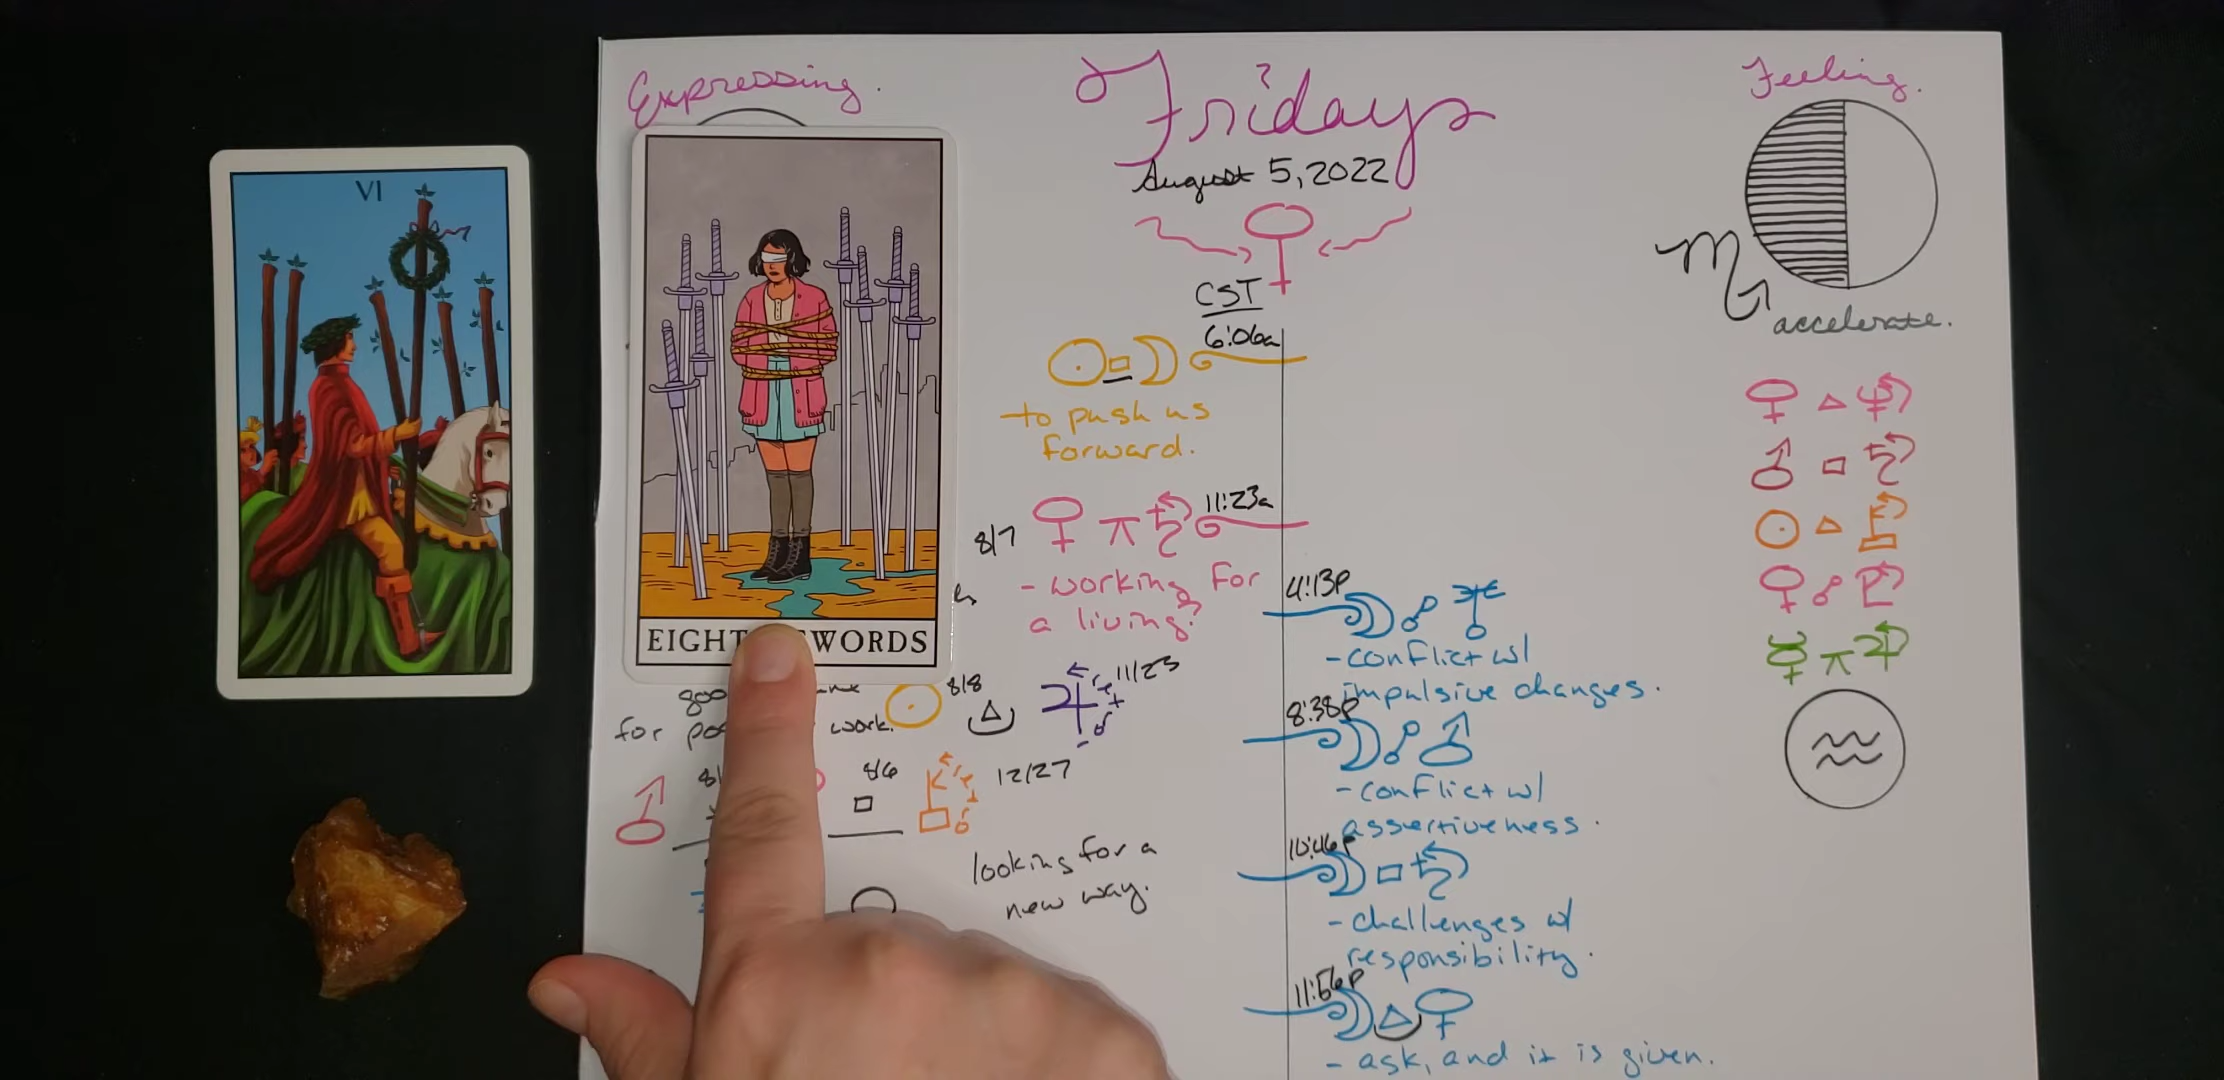 Expressing.
Fridays
August 5, 2022
Feeling.
VI
CST
6:06a
accelerate.
to push us
forward.
11:23a
8/7
- working for
a living?
EIGHT SWORDS
4:13p
- conflict w/
impulsive changes.
8:38p
- conflict w/
assertiveness.
10:46p
- challenges w/
responsibility.
11:56p
- ask, and it is given.
8/8
11/23
for
work.
8/6
12/27
looking for a
new way.